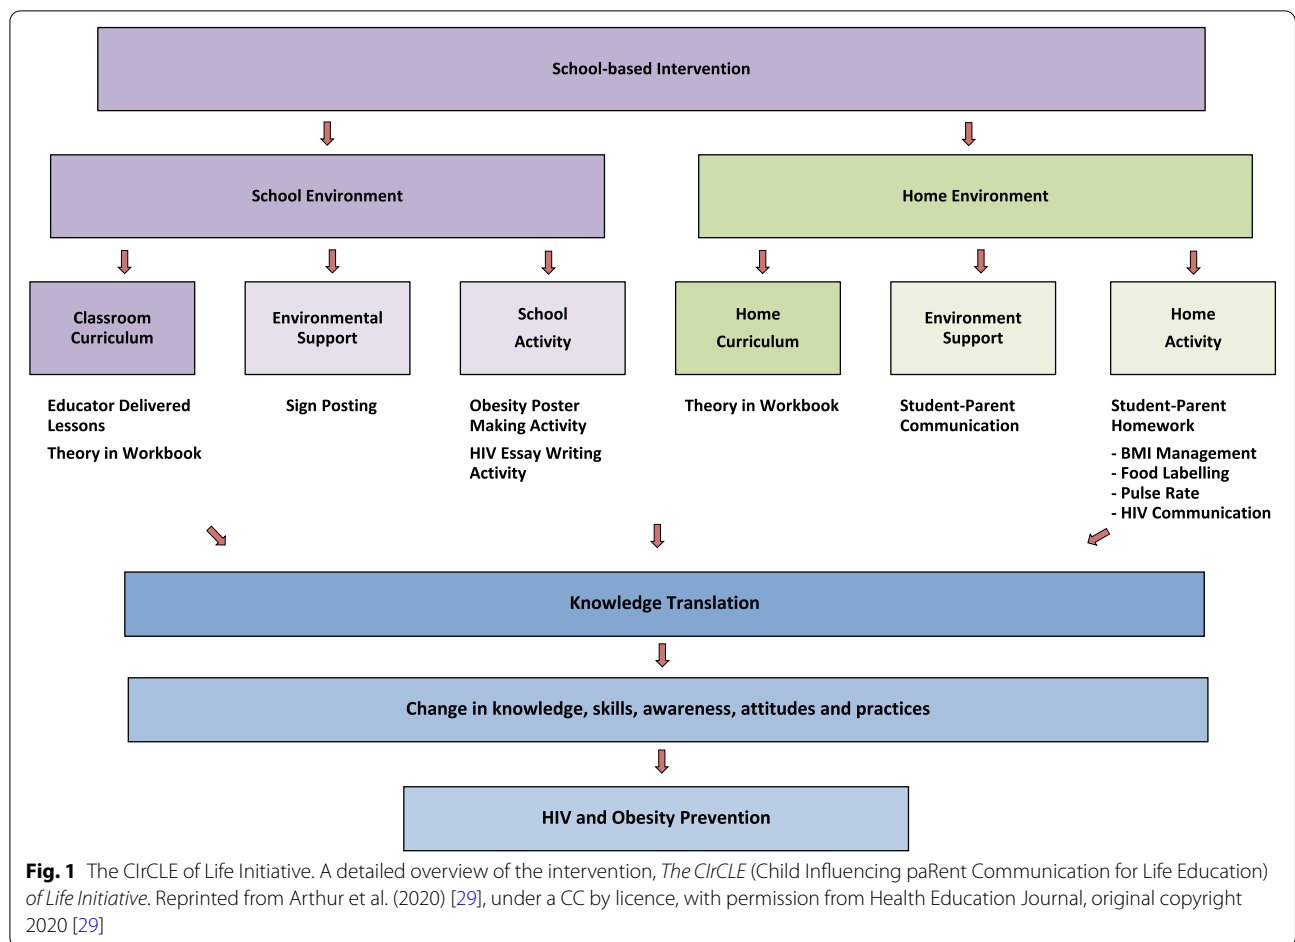 School-based Intervention
School Environment
Home Environment
Classroom
Curriculum
Environmental
Support
School
Activity
Home
Curriculum
Environment
Support
Home
Activity
Educator Delivered
Lessons
Theory in Workbook
Sign Posting
Obesity Poster
Making Activity
HIV Essay Writing
Activity
Theory in Workbook
Student-Parent
Communication
Student-Parent
Homework
- BMI Management
- Food Labelling
- Pulse Rate
- HIV Communication
Knowledge Translation
Change in knowledge, skills, awareness, attitudes and practices
HIV and Obesity Prevention
Fig. 1 The CIrCLE of Life Initiative. A detailed overview of the intervention, The CIrCLE (Child Influencing paRent Communication for Life Education)
of Life Initiative. Reprinted from Arthur et al. (2020) [29], under a CC by licence, with permission from Health Education Journal, original copyright
2020 [29]